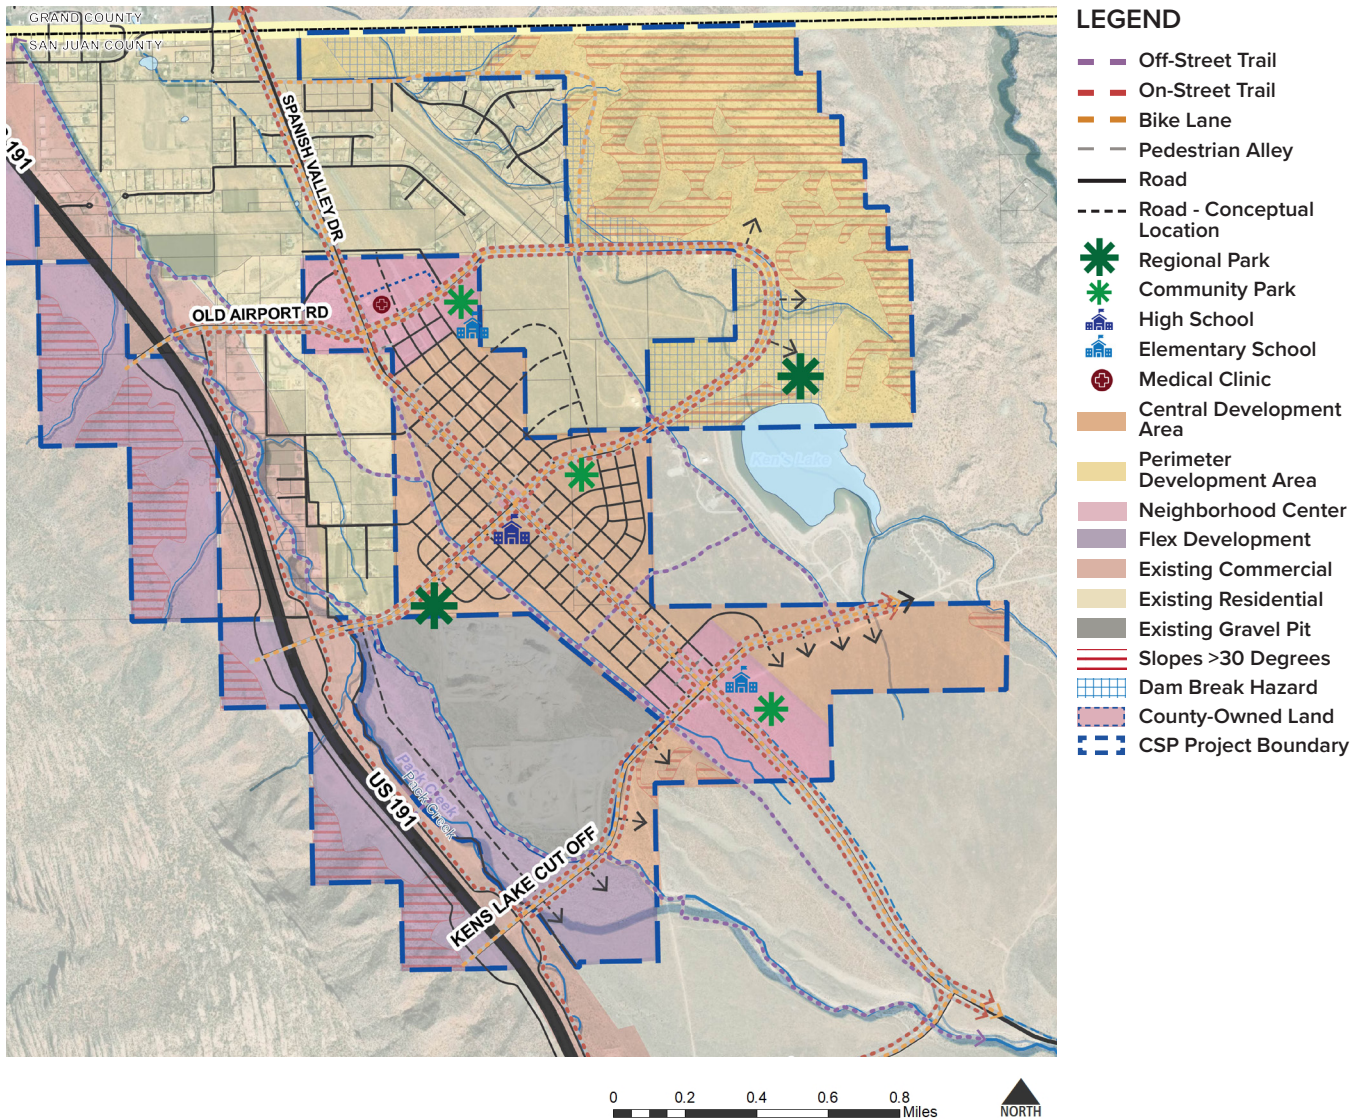 GRAND COUNTY
SAN JUAN COUNTY
191
SPANISH VALLEY DR
OLD AIRPORT RD
Ken's Lake
Pack Creek
Pack Creek
US 191
KENS LAKE CUT OFF
LEGEND
Off-Street Trail
On-Street Trail
Bike Lane
Pedestrian Alley
Road
Road - Conceptual
Location
Regional Park
Community Park
High School
Elementary School
Medical Clinic
Central Development
Area
Perimeter
Development Area
Neighborhood Center
Flex Development
Existing Commercial
Existing Residential
Existing Gravel Pit
Slopes >30 Degrees
Dam Break Hazard
County-Owned Land
CSP Project Boundary
0 0.2 0.4 0.6 0.8
Miles
NORTH